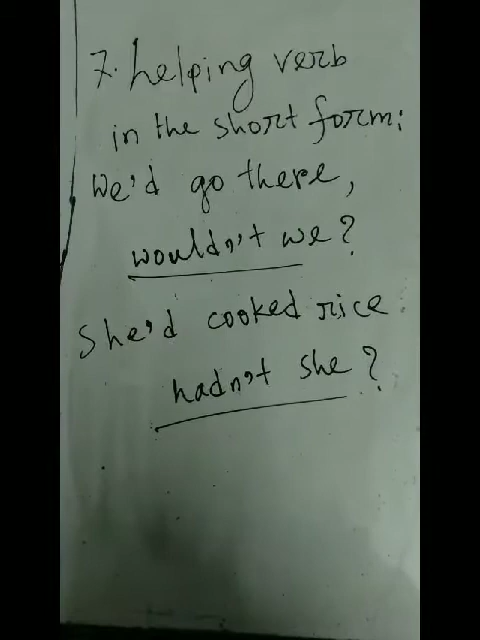 7. helping verb
in the short form:
We'd go there,
wouldn't we?
She'd cooked rice
hadn't she?